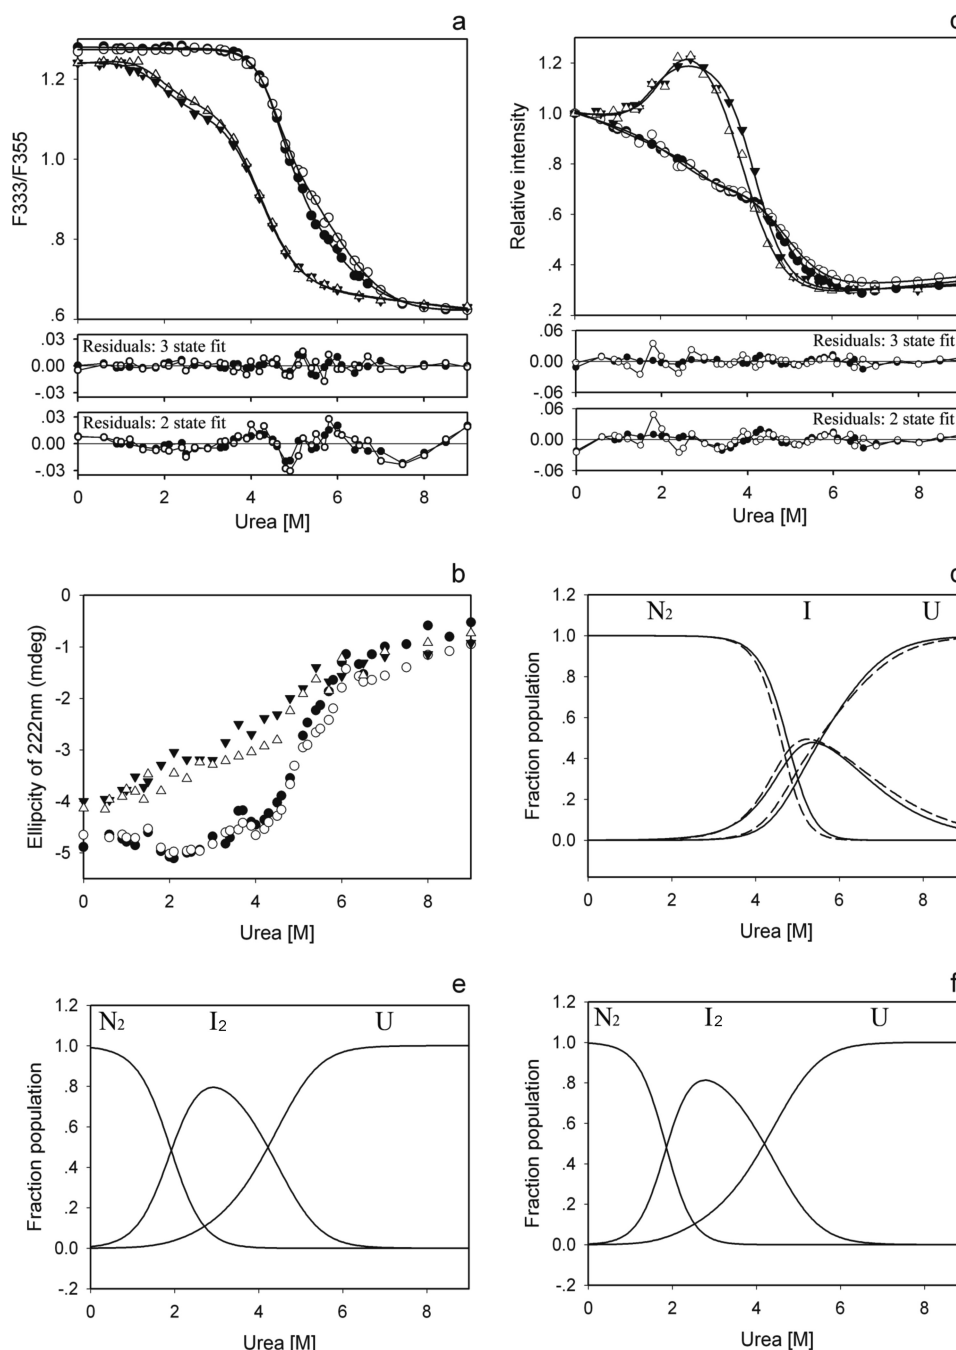 a
F333/F355
1.2
1.0
.8
.6
.03
0.00
-.03
Residuals: 3 state fit
.03
0.00
-.03
Residuals: 2 state fit
0 2 4 6 8
Urea [M]
c
Relative intensity
1.2
1.0
.8
.6
.4
.2
.06
0.00
-.06
Residuals: 3 state fit
.06
0.00
-.06
Residuals: 2 state fit
0 2 4 6 8
Urea [M]
b
Ellipcity of 222nm (mdeg)
0
-1
-2
-3
-4
-5
0 2 4 6 8
Urea [M]
Fraction population
1.2
1.0
.8
.6
.4
.2
0.0
N2 I U
0 2 4 6 8
Urea [M]
e
Fraction population
1.2
1.0
.8
.6
.4
.2
0.0
-.2
N2 I2 U
0 2 4 6 8
Urea [M]
f
Fraction population
1.2
1.0
.8
.6
.4
.2
0.0
-.2
N2 I2 U
0 2 4 6 8
Urea [M]